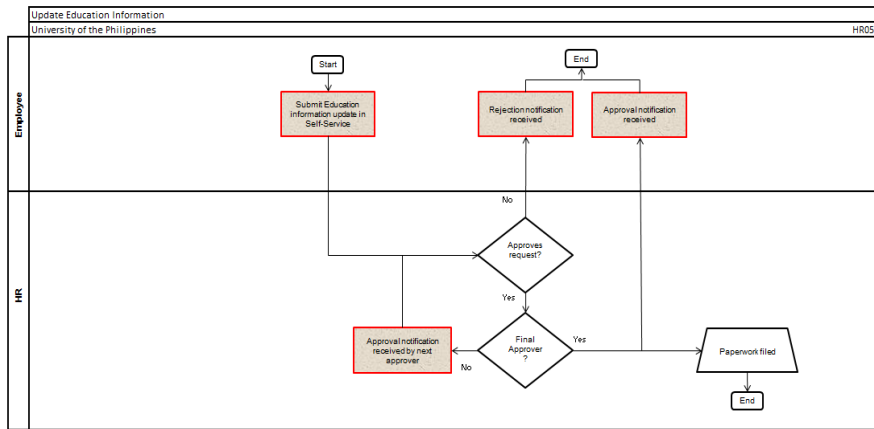 Update Education Information
University of the Philippines
HR05
Employee
Start
Submit Education
information update in
Self-Service
End
Rejection notification
received
Approval notification
received
HR
No
Approves
request?
Yes
Approval notification
received by next
approver
No
Final
Approver
?
Yes
Paperwork filed
End